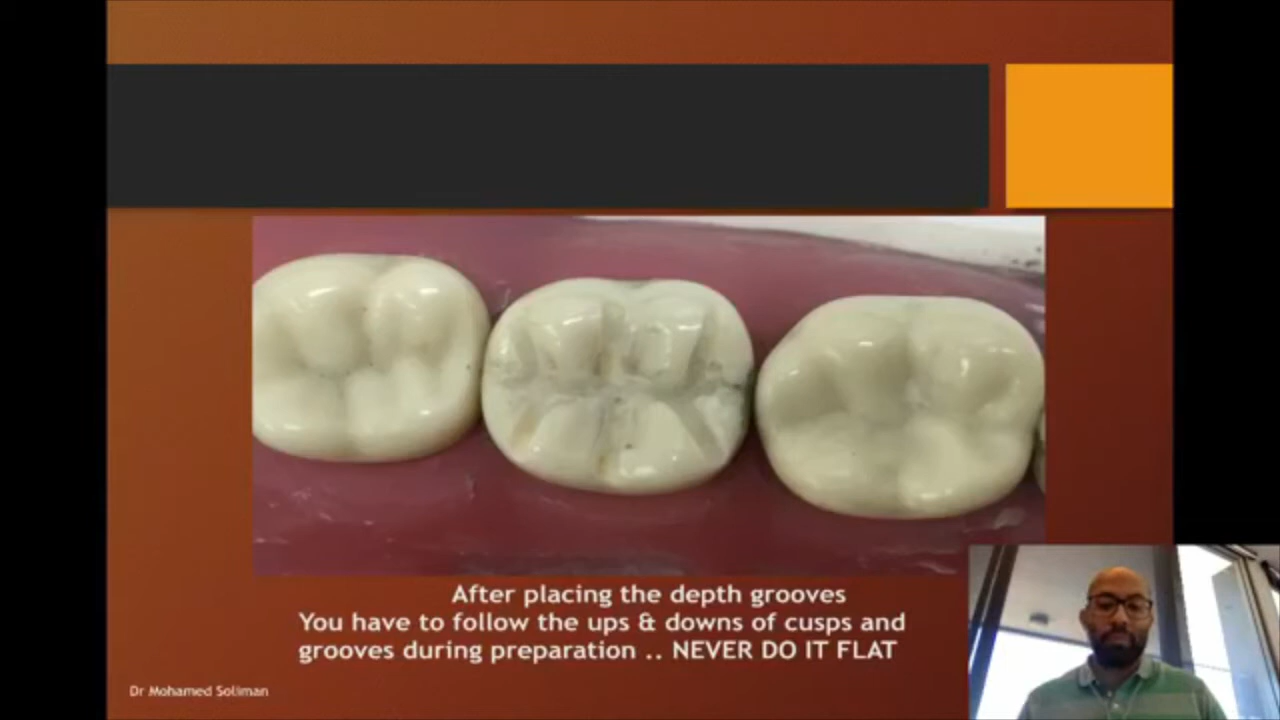 After placing the depth grooves
You have to follow the ups & downs of cusps and
grooves during preparation .. NEVER DO IT FLAT
Dr Mohamed Soliman